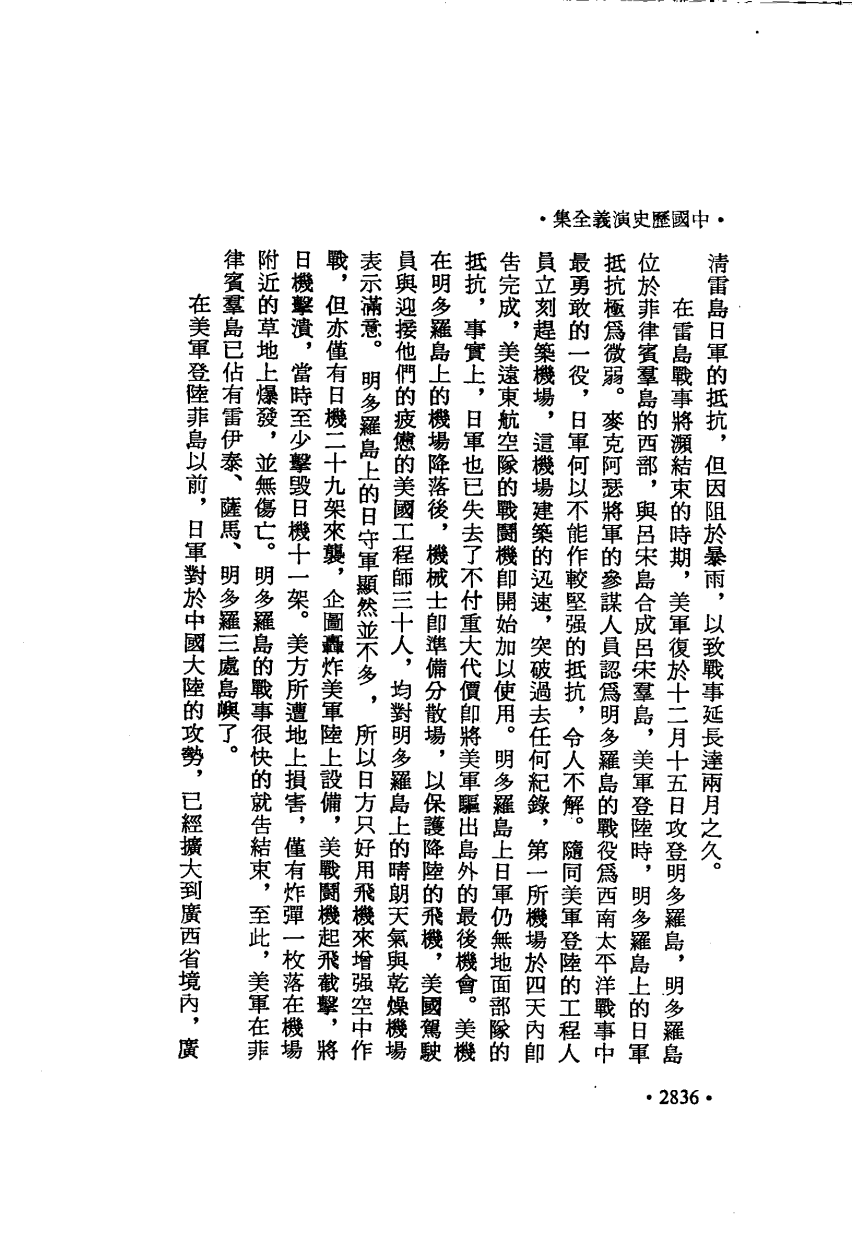 •中國歷史演義全集•
清雷島日軍的抵抗，但因阻於暴雨，以致戰事延長達兩月之久。
在雷島戰事將瀕結束的時期，美軍復於十二月十五日攻登明多羅島，明多羅島
位於菲律賓羣島的西部，與呂宋島合成呂宋羣島，美軍登陸時，明多羅島上的日軍
抵抗極爲微弱。麥克阿瑟將軍的參謀人員認爲明多羅島的戰役爲西南太平洋戰事中
最勇敢的一役，日軍何以不能作較堅强的抵抗，令人不解。隨同美軍登陸的工程人
員立刻趕築機場，這機場建築的迅速，突破過去任何紀錄，第一所機場於四天內卽
告完成，美遠東航空隊的戰鬪機卽開始加以使用。明多羅島上日軍仍無地面部隊的
抵抗，事實上，日軍也已失去了不付重大代價卽將美軍驅出島外的最後機會。美機
在明多羅島上的機場降落後，機械士卽準備分散場，以保護降陸的飛機，美國駕駛
員與迎接他們的疲憊的美國工程師三十人，均對明多羅島上的晴朗天氣與乾燥機場
表示滿意。明多羅島上的日守軍顯然並不多，所以日方只好用飛機來增强空中作
戰，但亦僅有日機二十九架來襲，企圖轟炸美軍陸上設備，美戰鬪機起飛截擊，將
日機擊潰，當時至少擊毀日機十一架。美方所遭地上損害，僅有炸彈一枚落在機場
附近的草地上爆發，並無傷亡。明多羅島的戰事很快的就告結束，至此，美軍在菲
律賓羣島已佔有雷伊泰、薩馬、明多羅三處島嶼了。
在美軍登陸菲島以前，日軍對於中國大陸的攻勢，已經擴大到廣西省境內，廣
•2836•